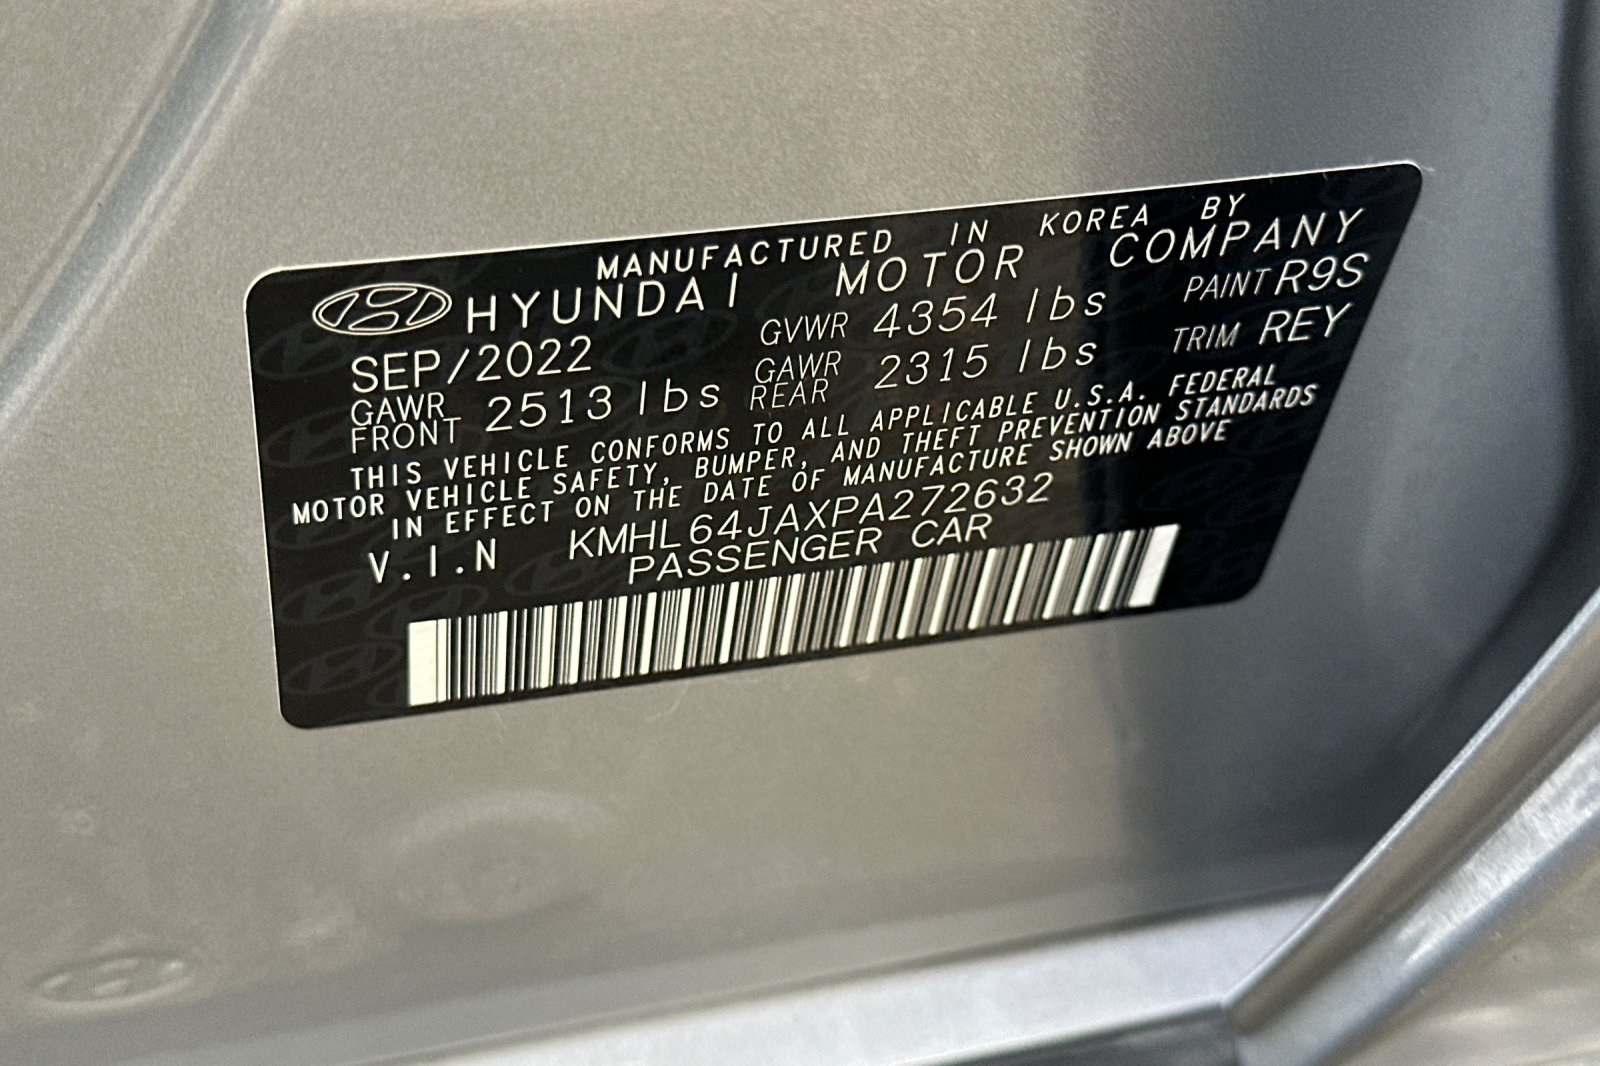 MANUFACTURED IN KOREA BY
HYUNDAI MOTOR COMPANY
SEP/2022 GVWR 4354 lbs PAINT R9S
GAWR FRONT 2513 lbs GAWR REAR 2315 lbs TRIM REY
THIS VEHICLE CONFORMS TO ALL APPLICABLE U.S.A. FEDERAL
MOTOR VEHICLE SAFETY, BUMPER, AND THEFT PREVENTION STANDARDS
IN EFFECT ON THE DATE OF MANUFACTURE SHOWN ABOVE
V.I.N KMHL64JAXPA272632
PASSENGER CAR